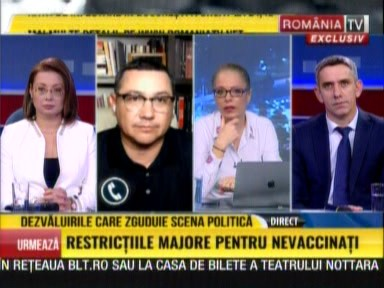 ROMÂNIA TV
EXCLUSIV
DEZVĂLUIRILE CARE ZGUDUIE SCENA POLITICĂ
DIRECT
URMEAZĂ
RESTRICȚIILE MAJORE PENTRU NEVACCINAȚI
ÎN REȚEAUA BLT.RO SAU LA CASA DE BILETE A TEATRULUI NOTTARA